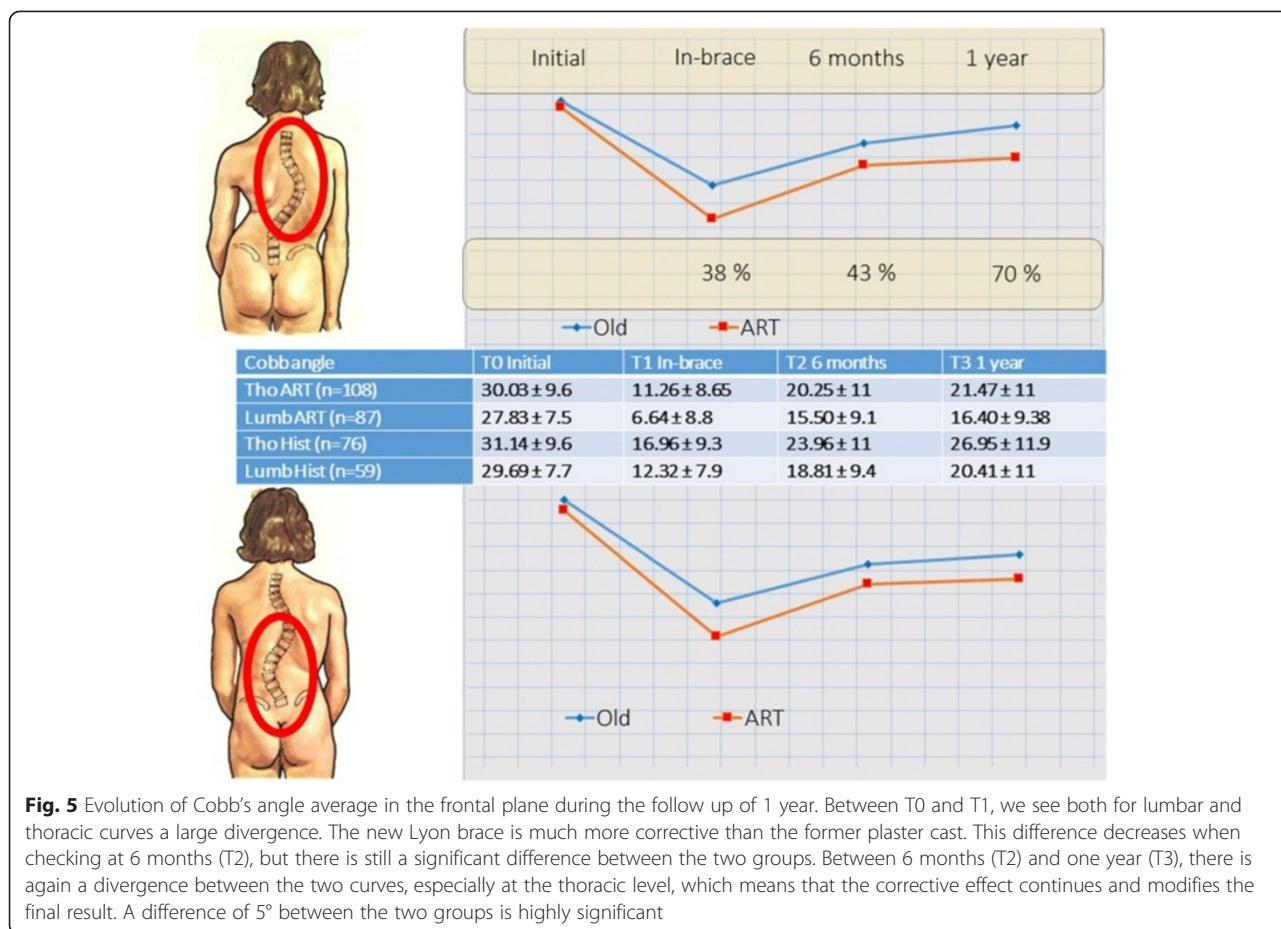 Initial In-brace 6 months 1 year
38 % 43 % 70 %
Old ART
Cobb angle T0 Initial T1 In-brace T2 6 months T3 1 year
Tho ART (n=108) 30.03±9.6 11.26±8.65 20.25±11 21.47±11
Lumb ART (n=87) 27.83±7.5 6.64±8.8 15.50±9.1 16.40±9.38
Tho Hist (n=76) 31.14±9.6 16.96±9.3 23.96±11 26.95±11.9
Lumb Hist (n=59) 29.69±7.7 12.32±7.9 18.81±9.4 20.41±11
Old ART
Fig. 5 Evolution of Cobb's angle average in the frontal plane during the follow up of 1 year. Between T0 and T1, we see both for lumbar and
thoracic curves a large divergence. The new Lyon brace is much more corrective than the former plaster cast. This difference decreases when
checking at 6 months (T2), but there is still a significant difference between the two groups. Between 6 months (T2) and one year (T3), there is
again a divergence between the two curves, especially at the thoracic level, which means that the corrective effect continues and modifies the
final result. A difference of 5° between the two groups is highly significant